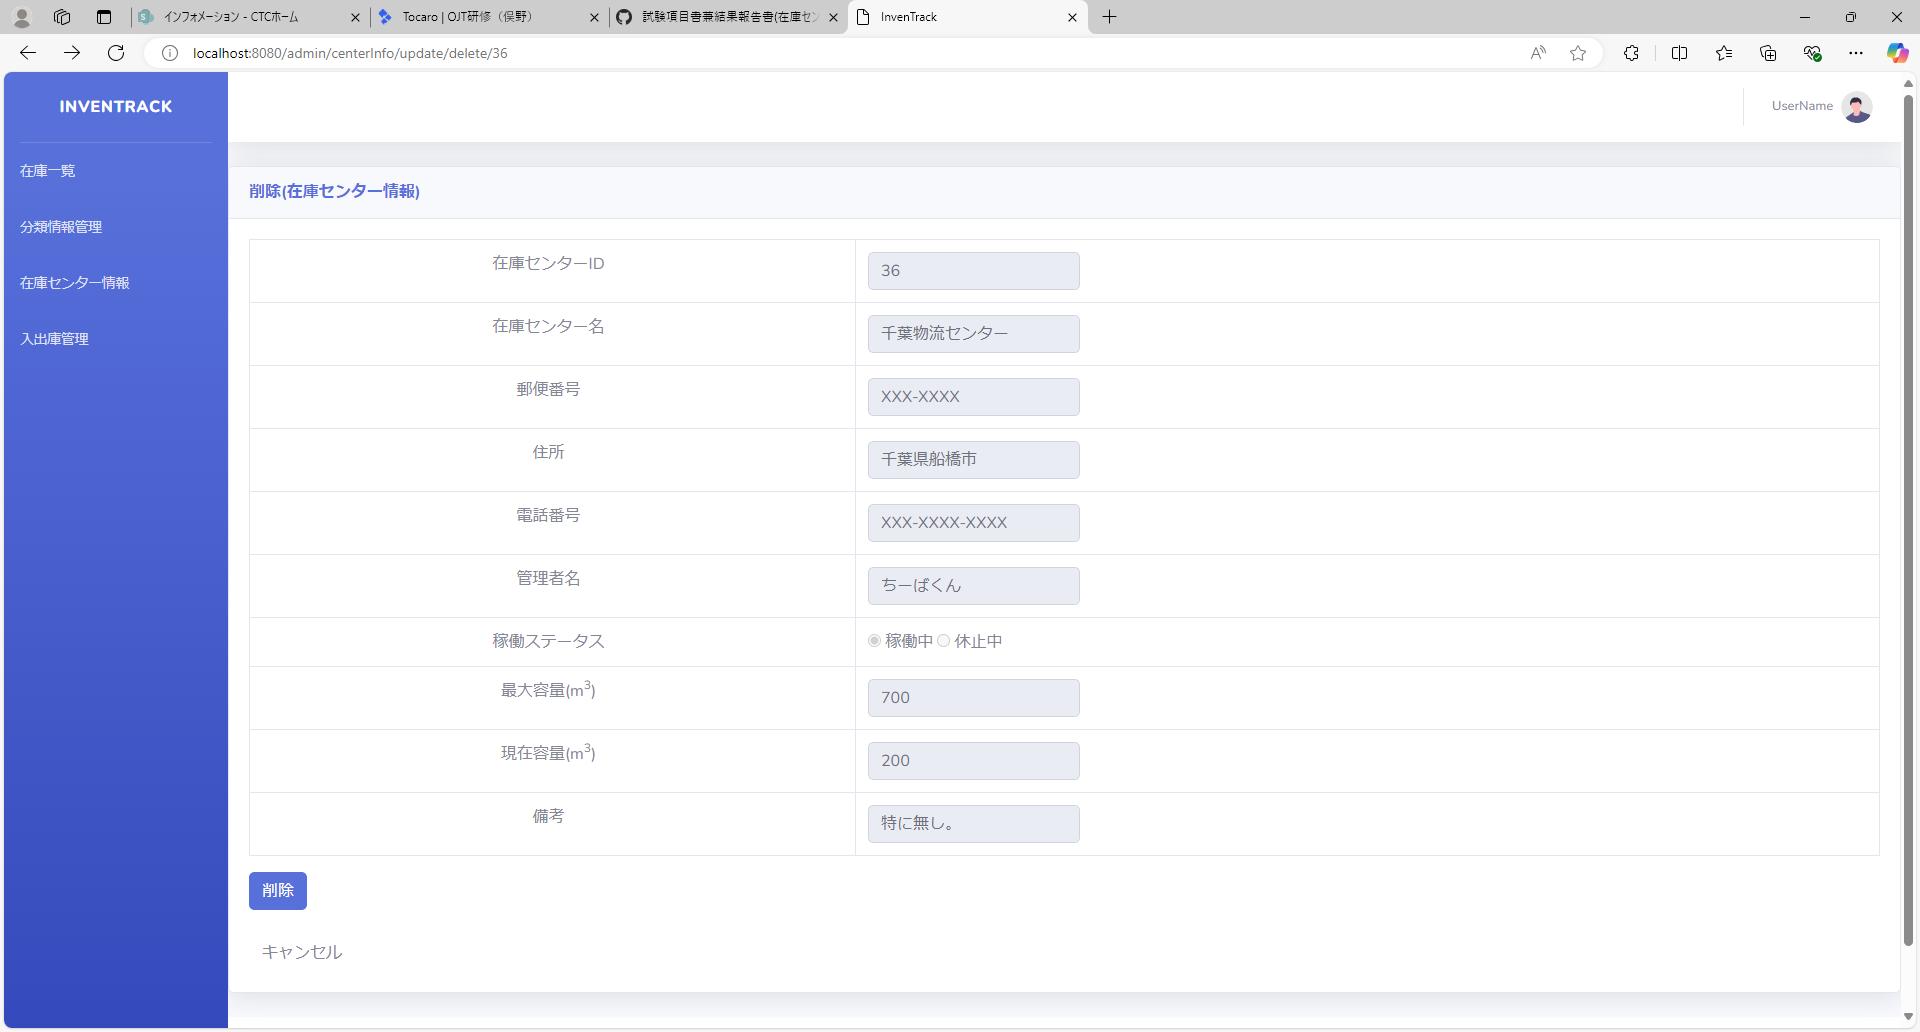 インフォメーション - CTCホーム
Tocaro | OJT研修（俣野）
試験項目書兼結果報告書(在庫セン
InvenTrack
localhost:8080/admin/centerInfo/update/delete/36
INVENTRACK
UserName
在庫一覧
分類情報管理
在庫センター情報
入出庫管理
削除(在庫センター情報)
在庫センターID 36
在庫センター名 千葉物流センター
郵便番号 XXX-XXXX
住所 千葉県船橋市
電話番号 XXX-XXXX-XXXX
管理者名 ちーばくん
稼働ステータス 稼働中 休止中
最大容量(m³) 700
現在容量(m³) 200
備考 特に無し。
削除
キャンセル